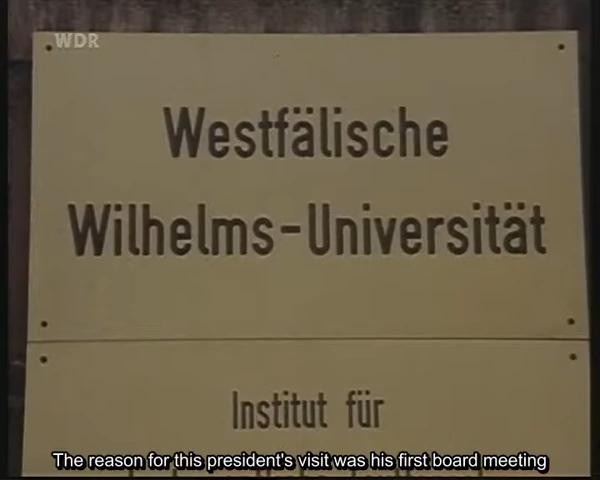 WDR
Westfälische
Wilhelms-Universität
Institut für
The reason for this president's visit was his first board meeting